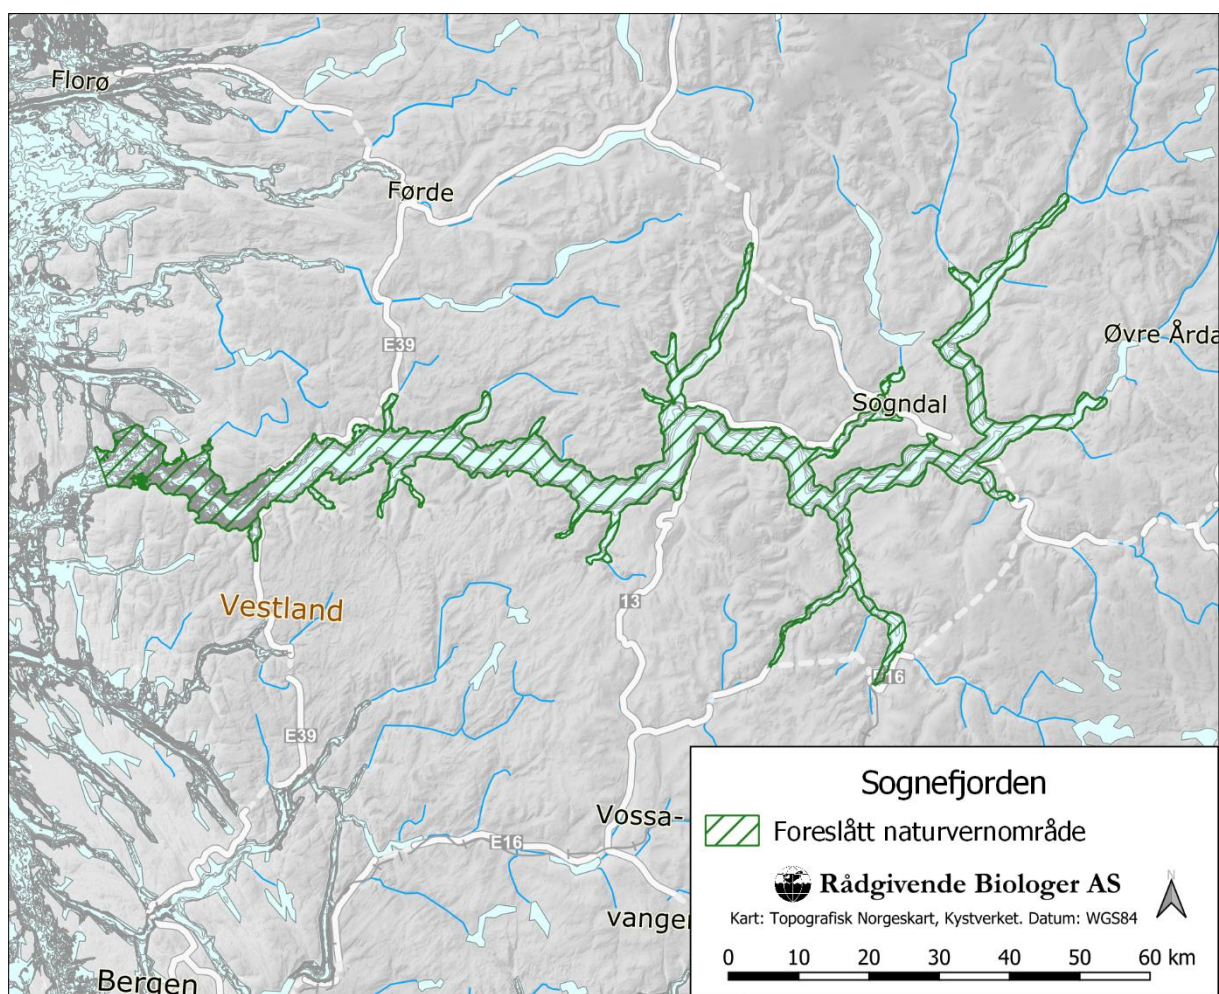 Florø
Førde
E39
Øvre Årda
Sogndal
Vestland
13
E16
E39
Vossa-
E16
vanger
Bergen
Sognefjorden
Foreslått naturvernområde
Rådgivende Biologer AS
N
Kart: Topografisk Norgeskart, Kystverket. Datum: WGS84
0 10 20 30 40 50 60 km